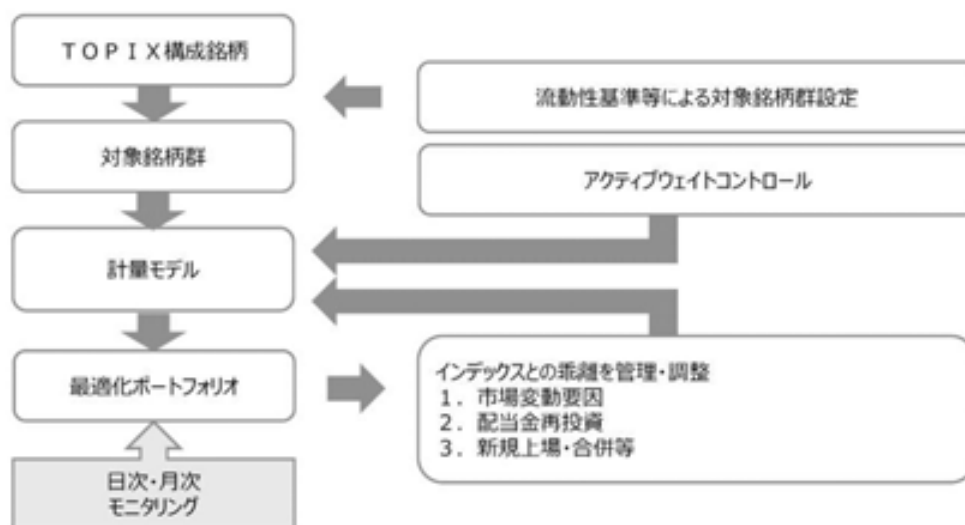 TOPIX構成銘柄
流動性基準等による対象銘柄群設定
対象銘柄群
アクティブウェイトコントロール
計量モデル
最適化ポートフォリオ
インデックスとの乖離を管理・調整
1．市場変動要因
2．配当金再投資
3．新規上場・合併等
日次・月次
モニタリング